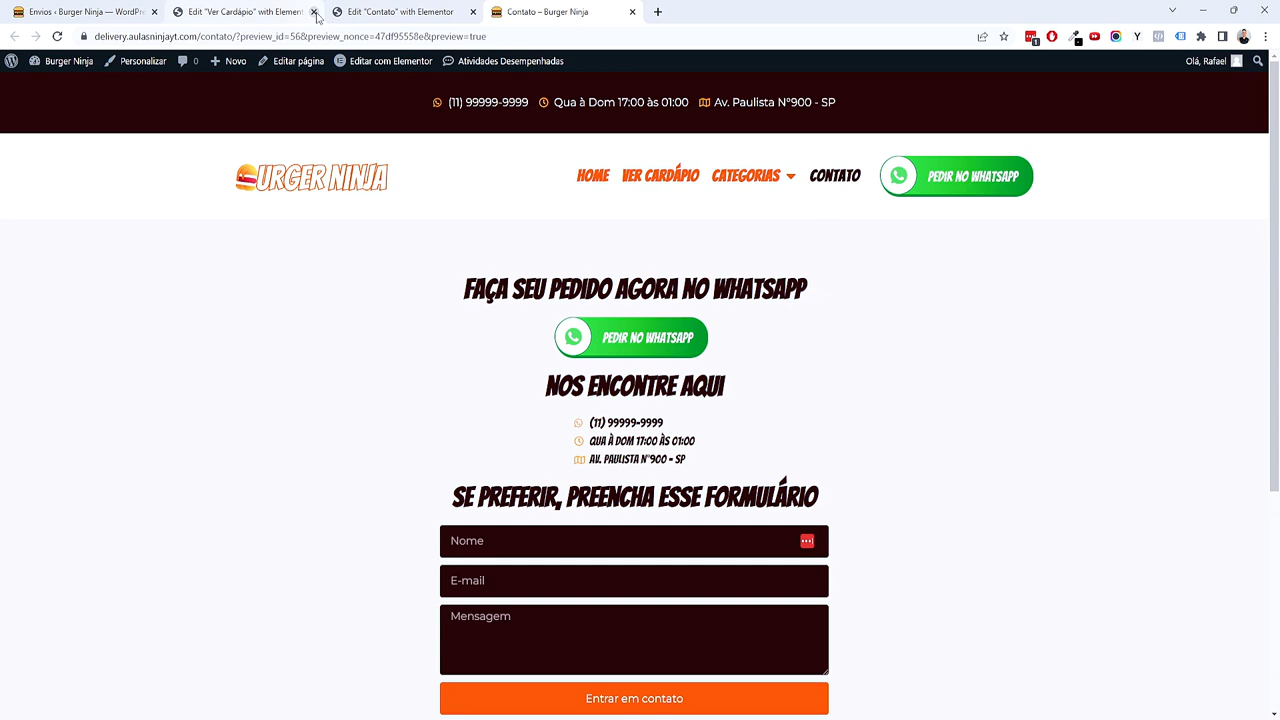 Envios ‹ Burger Ninja — WordPre
Edit "Ver Cardápio" with Element
Edit "Contato" with Elementor
Contato – Burger Ninja
delivery.aulasninjayt.com/contato/?preview_id=56&preview_nonce=47df95558e&preview=true
Burger Ninja
Personalizar
0
Novo
Editar página
Editar com Elementor
Atividades Desempenhadas
Olá, Rafael
(11) 99999-9999
Qua à Dom 17:00 às 01:00
Av. Paulista N°900 - SP
URGER NINJA
HOME
VER CARDÁPIO
CATEGORIAS
CONTATO
PEDIR NO WHATSAPP
FAÇA SEU PEDIDO AGORA NO WHATSAPP
PEDIR NO WHATSAPP
NOS ENCONTRE AQUI
(11) 99999-9999
QUA À DOM 17:00 ÀS 01:00
AV. PAULISTA N°900 - SP
SE PREFERIR, PREENCHA ESSE FORMULÁRIO
Nome
E-mail
Mensagem
Entrar em contato